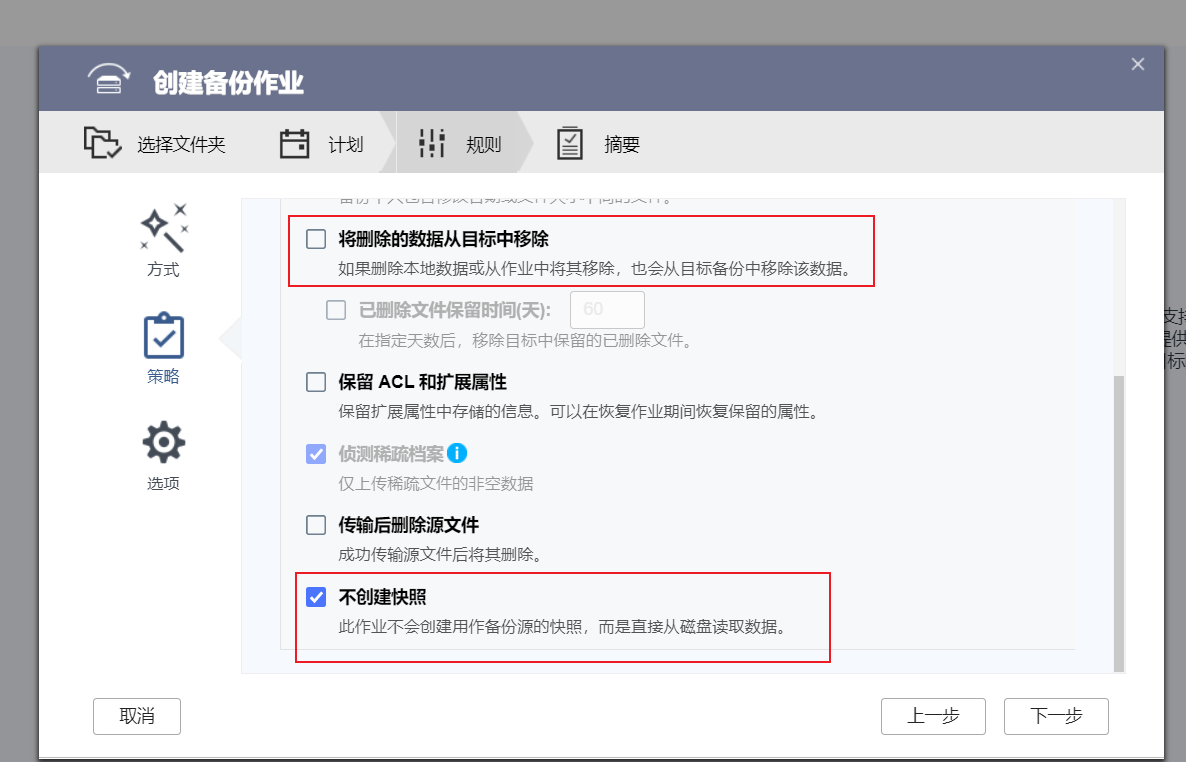 创建备份作业
选择文件夹
计划
规则
摘要
方式
将删除的数据从目标中移除
如果删除本地数据或从作业中将其移除，也会从目标备份中移除该数据。
已删除文件保留时间(天): 60
在指定天数后，移除目标中保留的已删除文件。
策略
保留 ACL 和扩展属性
保留扩展属性中存储的信息。可以在恢复作业期间恢复保留的属性。
侦测稀疏档案
仅上传稀疏文件的非空数据
选项
传输后删除源文件
成功传输源文件后将其删除。
不创建快照
此作业不会创建用作备份源的快照，而是直接从磁盘读取数据。
取消
上一步
下一步